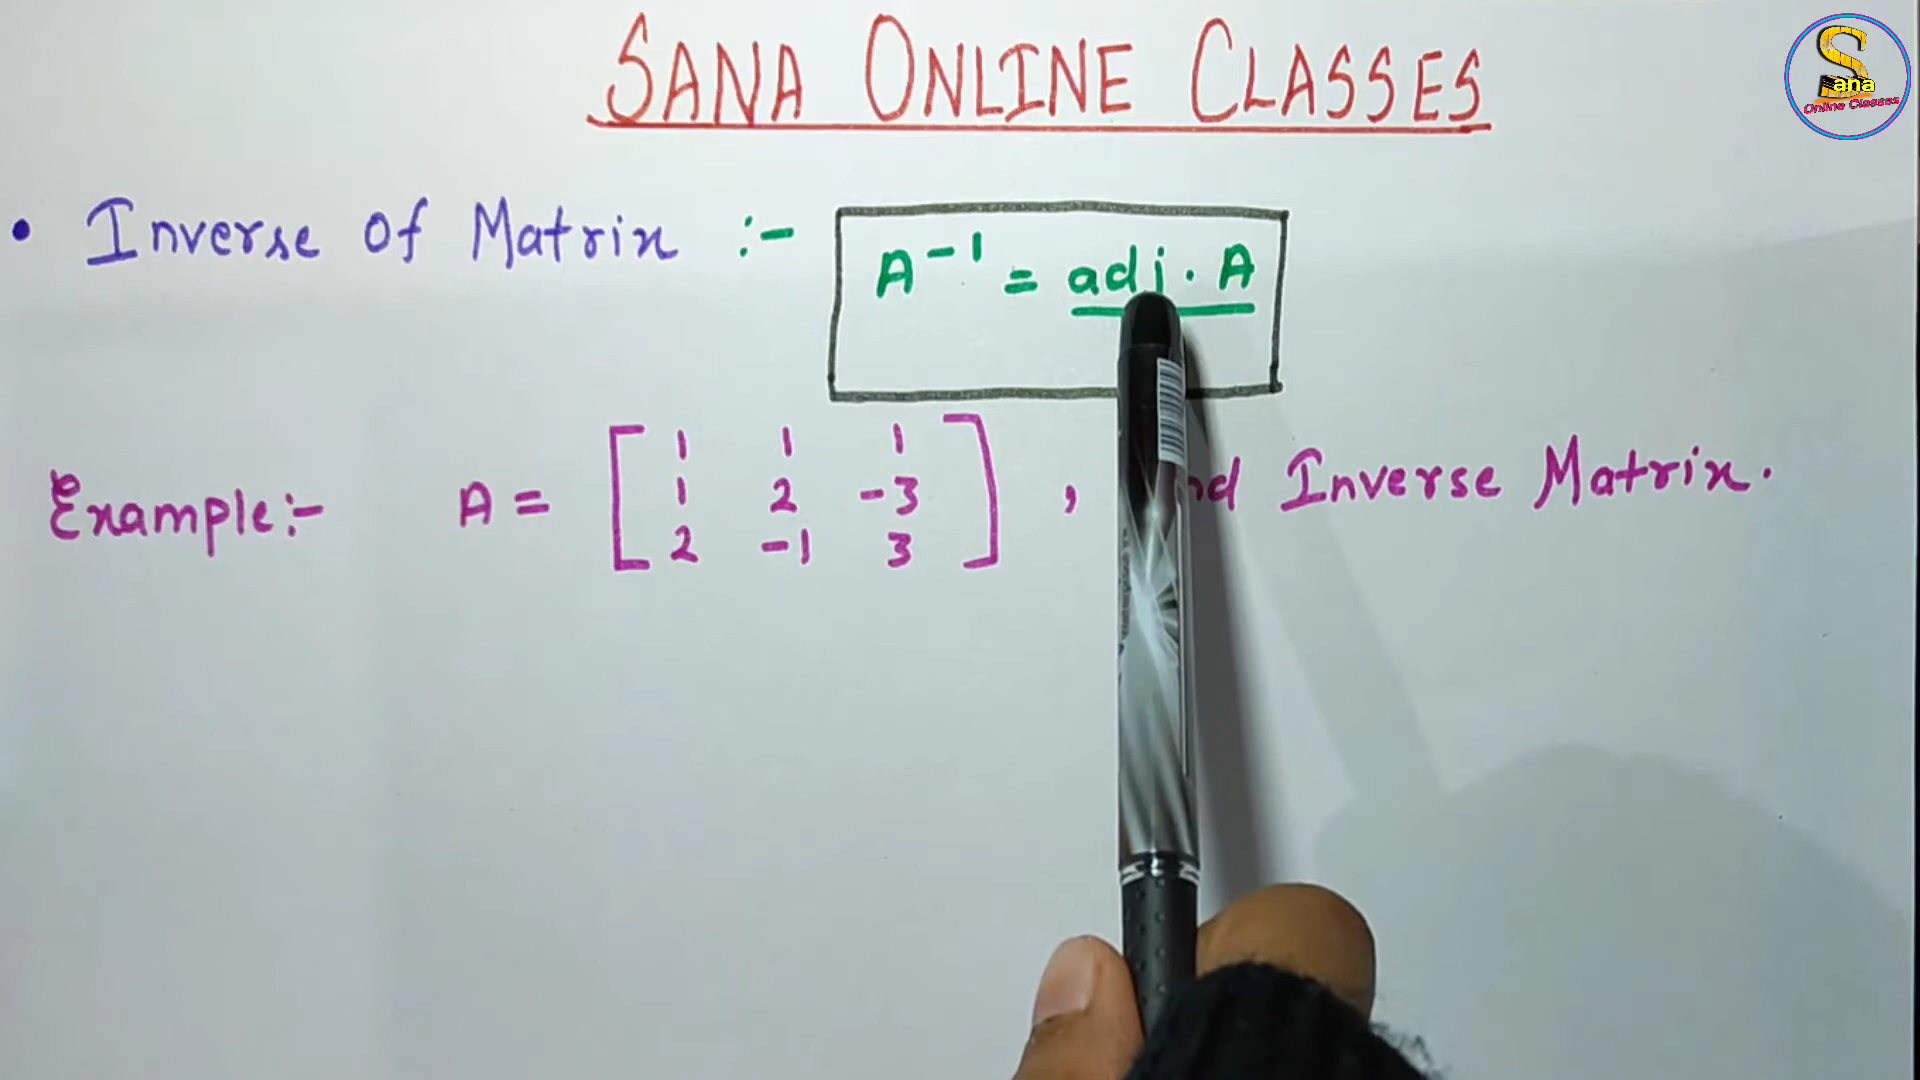 SANA ONLINE CLASSES
Sana
Online Classes
• Inverse Of Matrix :- A⁻¹ = adj. A
Example:- A = [ 1 1 1
1 2 -3
2 -1 3 ] , Inverse Matrix.